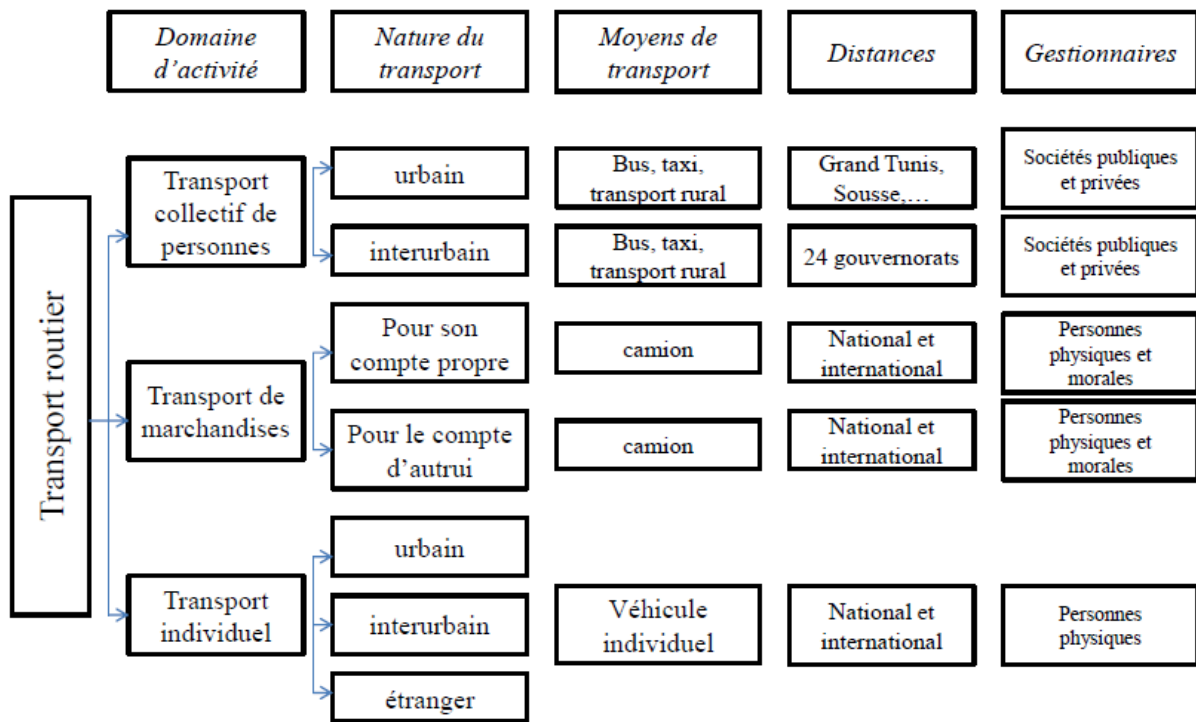 Domaine
d’activité
Nature du
transport
Moyens de
transport
Distances
Gestionnaires
Transport routier
Transport
collectif de
personnes
urbain
Bus, taxi,
transport rural
Grand Tunis,
Sousse,…
Sociétés publiques
et privées
interurbain
Bus, taxi,
transport rural
24 gouvernorats
Sociétés publiques
et privées
Transport de
marchandises
Pour son
compte propre
camion
National et
international
Personnes
physiques et
morales
Pour le compte
d’autrui
camion
National et
international
Personnes
physiques et
morales
Transport
individuel
urbain
interurbain
étranger
Véhicule
individuel
National et
international
Personnes
physiques